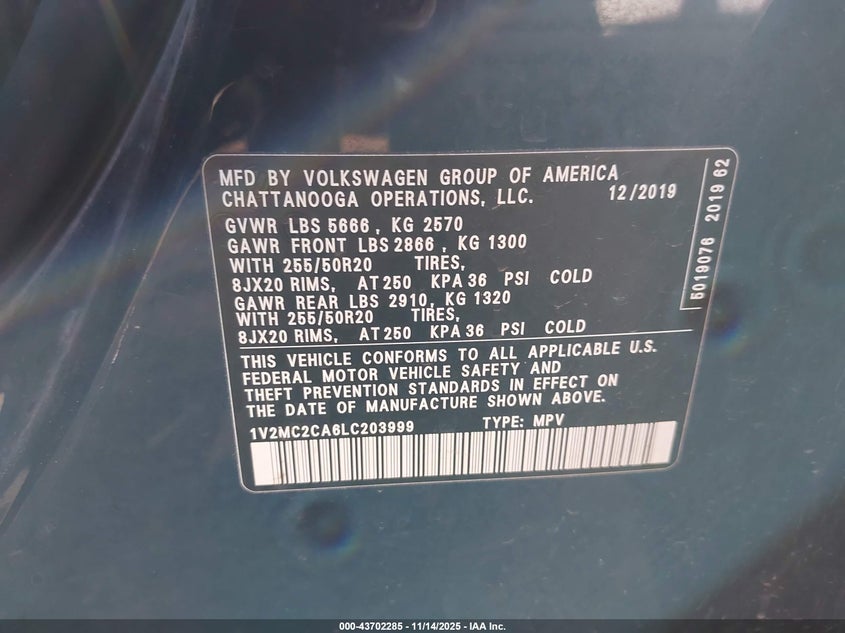 MFD BY VOLKSWAGEN GROUP OF AMERICA
CHATTANOOGA OPERATIONS, LLC. 12/2019
GVWR LBS 5666 , KG 2570
GAWR FRONT LBS 2866 , KG 1300
WITH 255/50R20 TIRES,
8JX20 RIMS, AT 250 KPA 36 PSI COLD
GAWR REAR LBS 2910, KG 1320
WITH 255/50R20 TIRES,
8JX20 RIMS, AT 250 KPA 36 PSI COLD
THIS VEHICLE CONFORMS TO ALL APPLICABLE U.S.
FEDERAL MOTOR VEHICLE SAFETY AND
THEFT PREVENTION STANDARDS IN EFFECT ON
THE DATE OF MANUFACTURE SHOWN ABOVE.
1V2MC2CA6LC203999 TYPE: MPV
5019076 2019 62
000-43702285 - 11/14/2025 - IAA Inc.